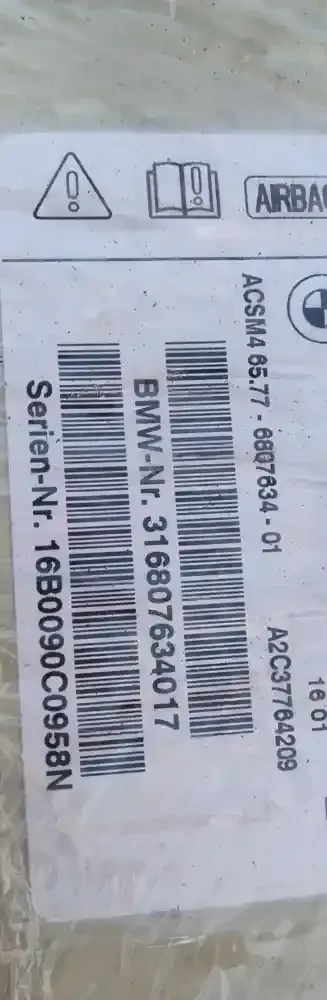 AIRBAG
ACSM4 65.77 - 6807634 - 01
A2C37764209
16 01
BMW-Nr. 316807634017
Serien-Nr. 16B0090C0958N